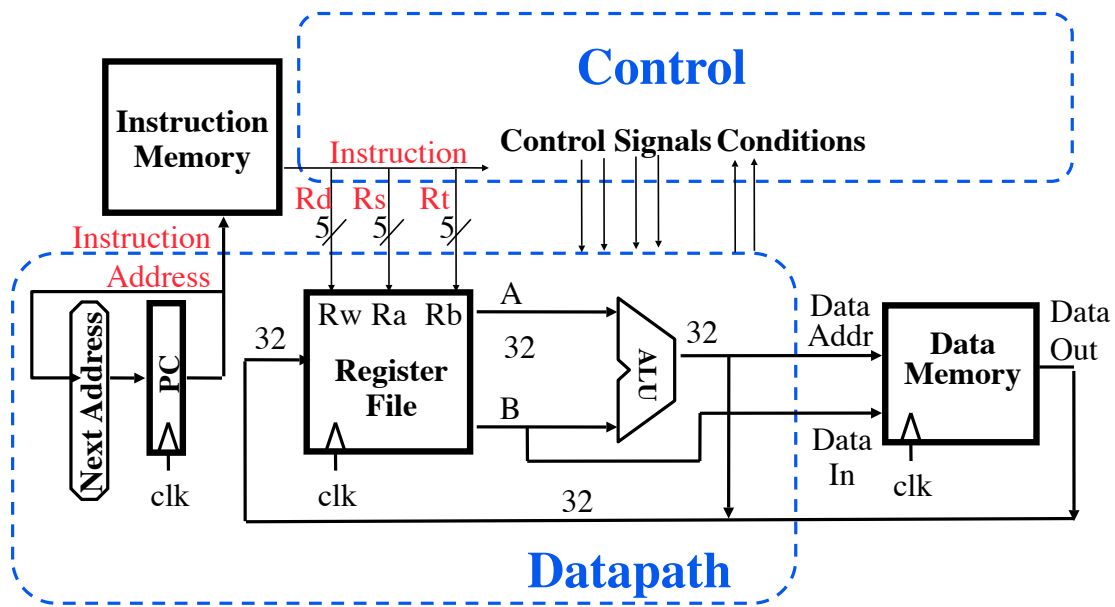 Control
Instruction
Memory
Control Signals Conditions
Instruction
Rd Rs Rt
5 5 5
Instruction
Address
Rw Ra Rb
Register
File
clk
32
A
32
B
ALU
32
Data
Addr
Data
Memory
Data
Out
Data
In
clk
Next Address
PC
clk
32
Datapath